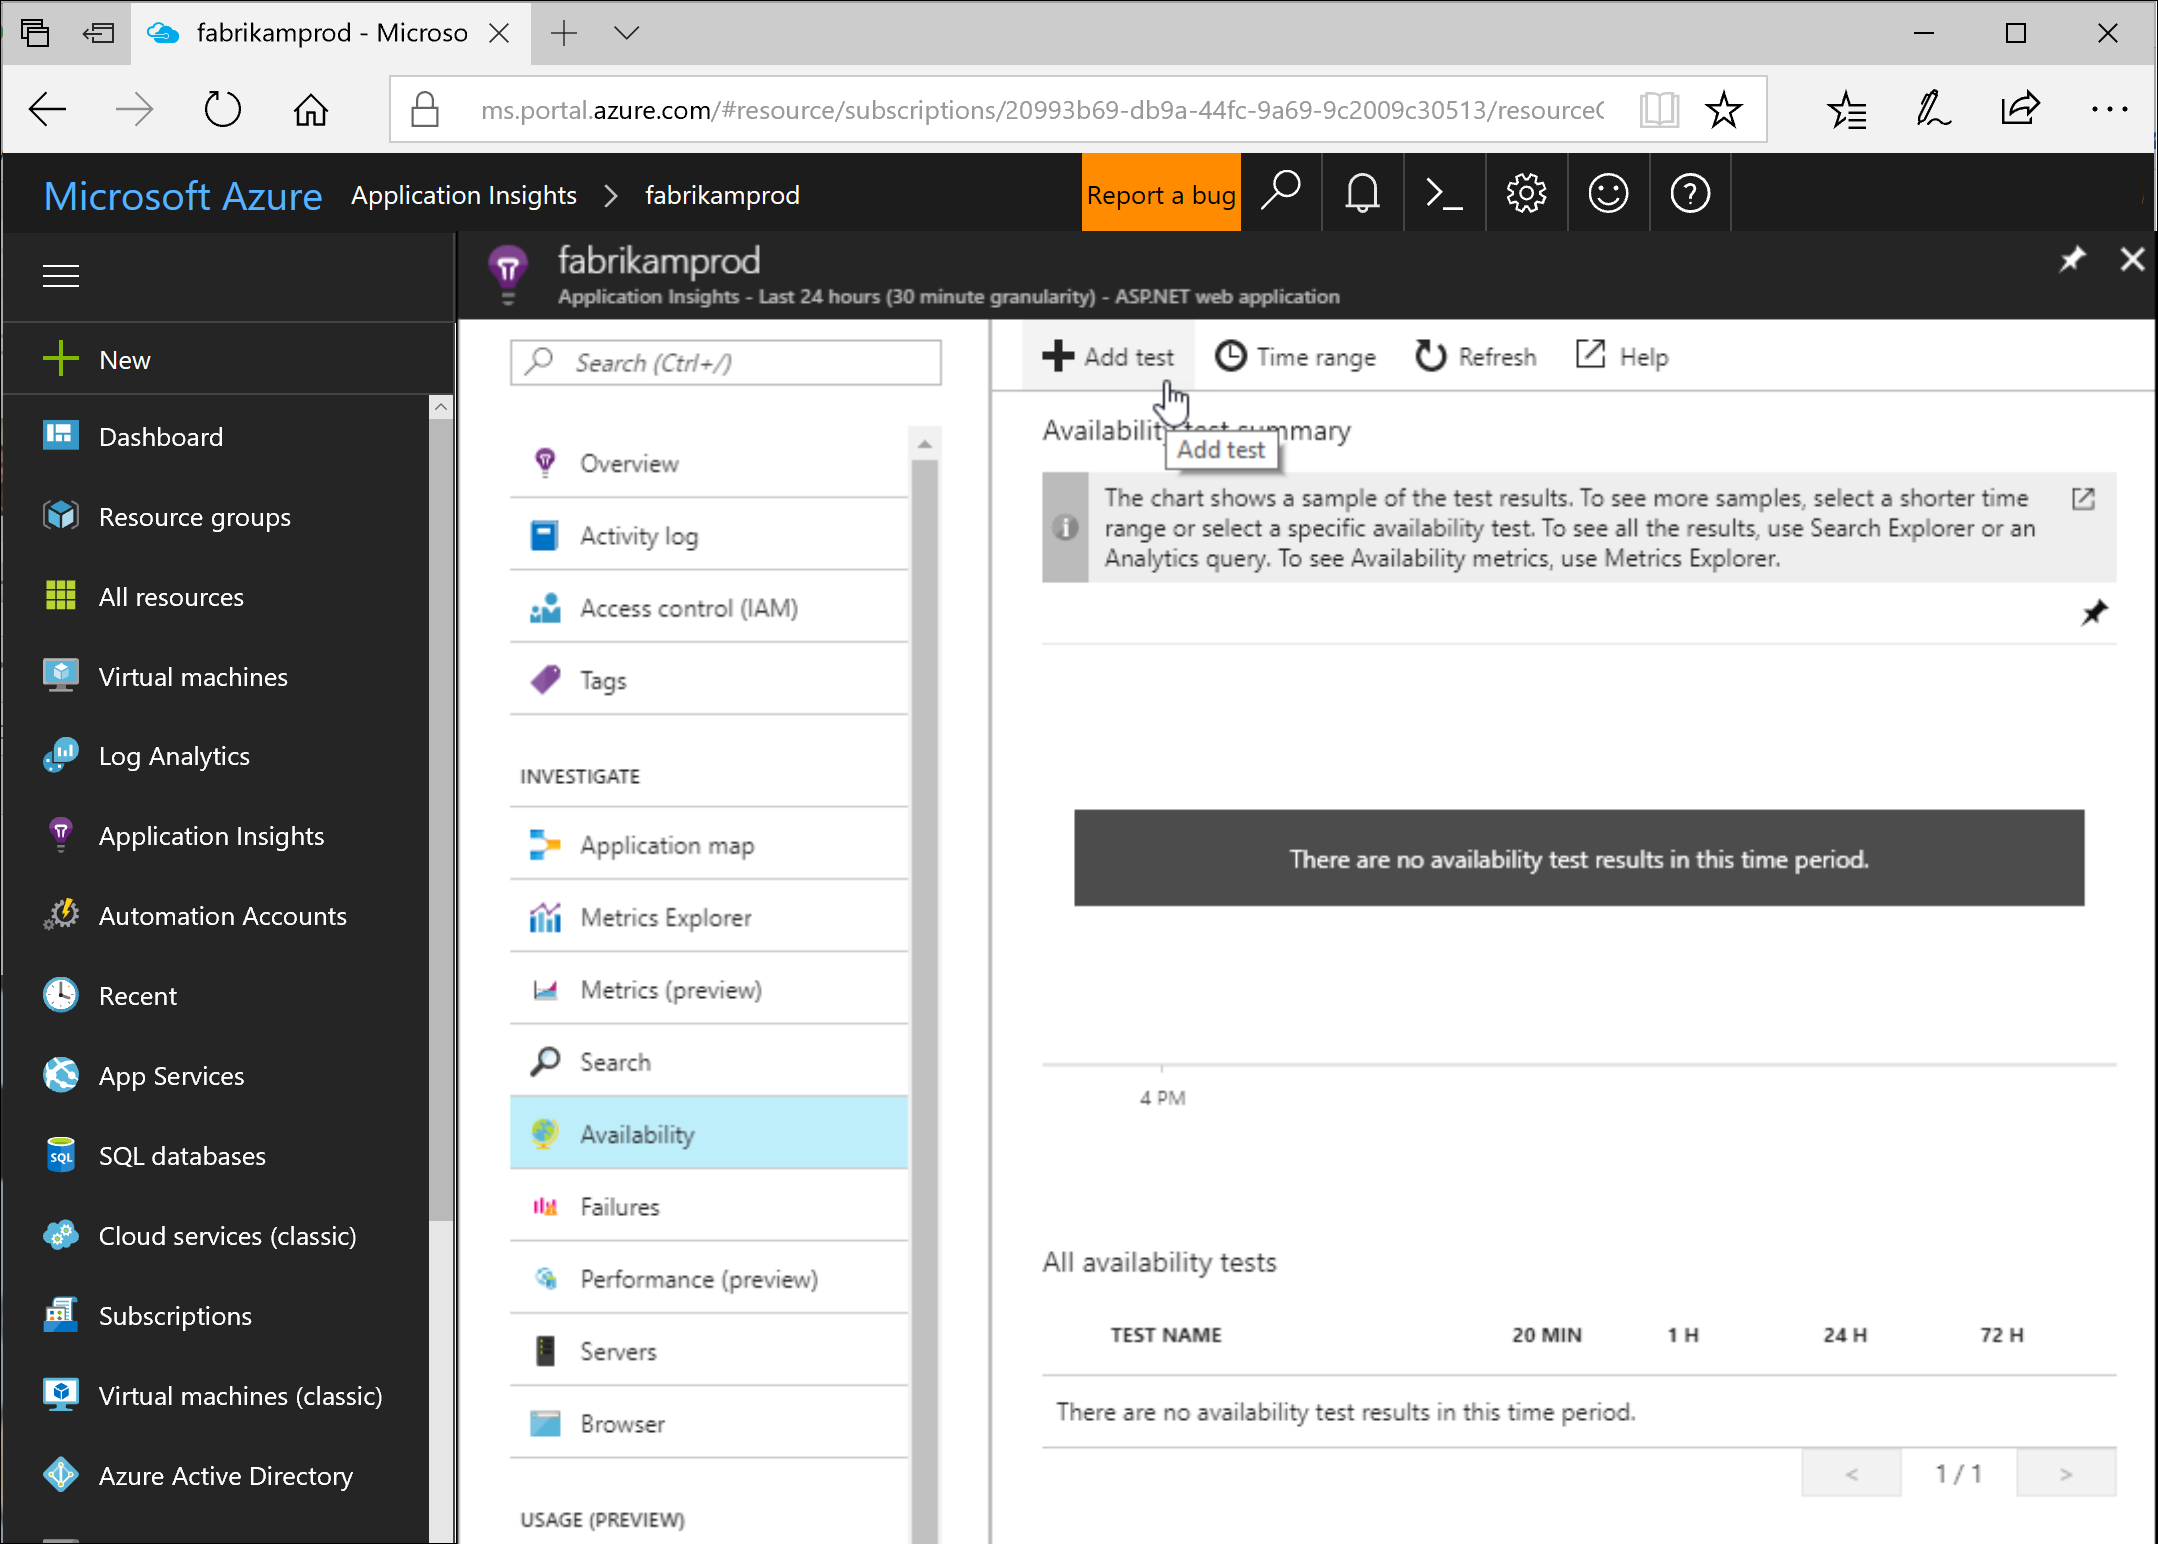 fabrikamprod - Microso
ms.portal.azure.com/#resource/subscriptions/20993b69-db9a-44fc-9a69-9c2009c30513/resource
Microsoft Azure
Application Insights > fabrikamprod
Report a bug
fabrikamprod
Application Insights - Last 24 hours (30 minute granularity) - ASP.NET web application
New
Dashboard
Resource groups
All resources
Virtual machines
Log Analytics
Application Insights
Automation Accounts
Recent
App Services
SQL
SQL databases
Cloud services (classic)
Subscriptions
Virtual machines (classic)
Azure Active Directory
Search (Ctrl+/)
Overview
Activity log
Access control (IAM)
Tags
INVESTIGATE
Application map
Metrics Explorer
Metrics (preview)
Search
Availability
Failures
Performance (preview)
Servers
Browser
USAGE (PREVIEW)
Add test
Time range
Refresh
Help
Availability test summary
Add test
The chart shows a sample of the test results. To see more samples, select a shorter time
range or select a specific availability test. To see all the results, use Search Explorer or an
Analytics query. To see Availability metrics, use Metrics Explorer.
There are no availability test results in this time period.
4 PM
All availability tests
TEST NAME 20 MIN 1 H 24 H 72 H
There are no availability test results in this time period.
< 1 / 1 >